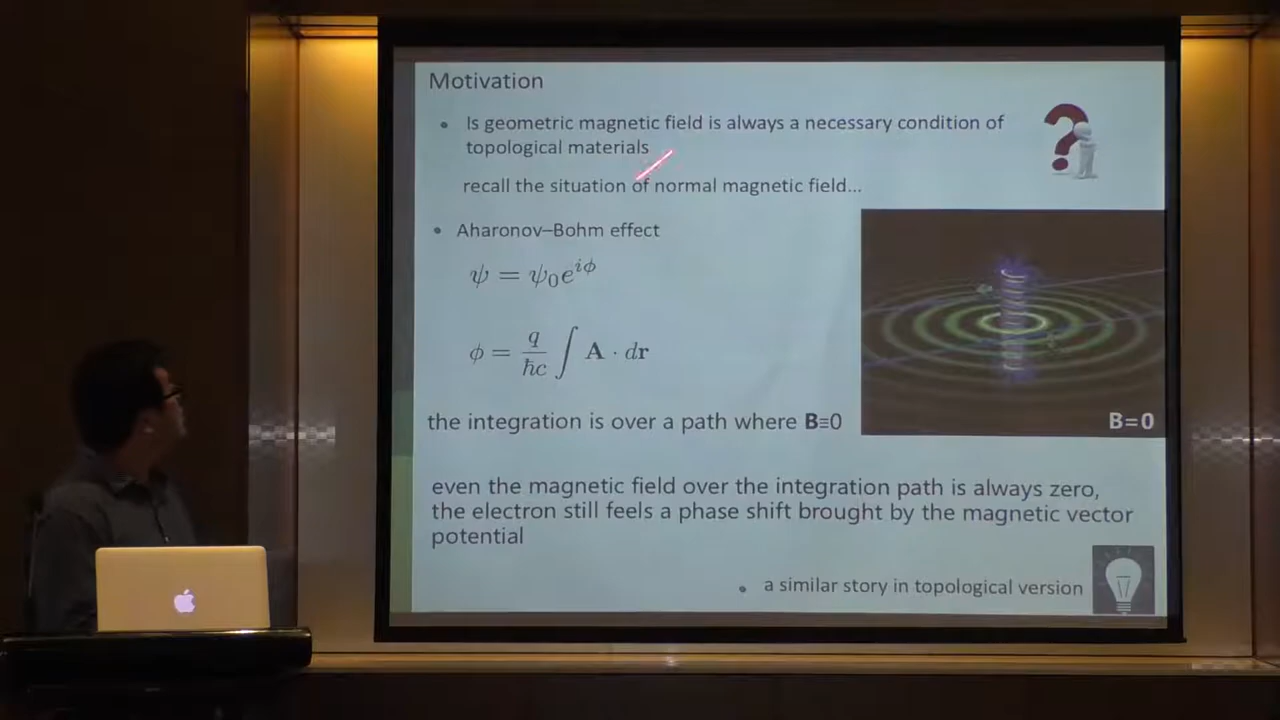 Motivation
• Is geometric magnetic field is always a necessary condition of
topological materials
recall the situation of normal magnetic field...
• Aharonov–Bohm effect
ψ = ψ₀e^{iϕ}
ϕ = q/ħc ∫ A · dr
the integration is over a path where B≡0
B=0
even the magnetic field over the integration path is always zero,
the electron still feels a phase shift brought by the magnetic vector
potential
• a similar story in topological version